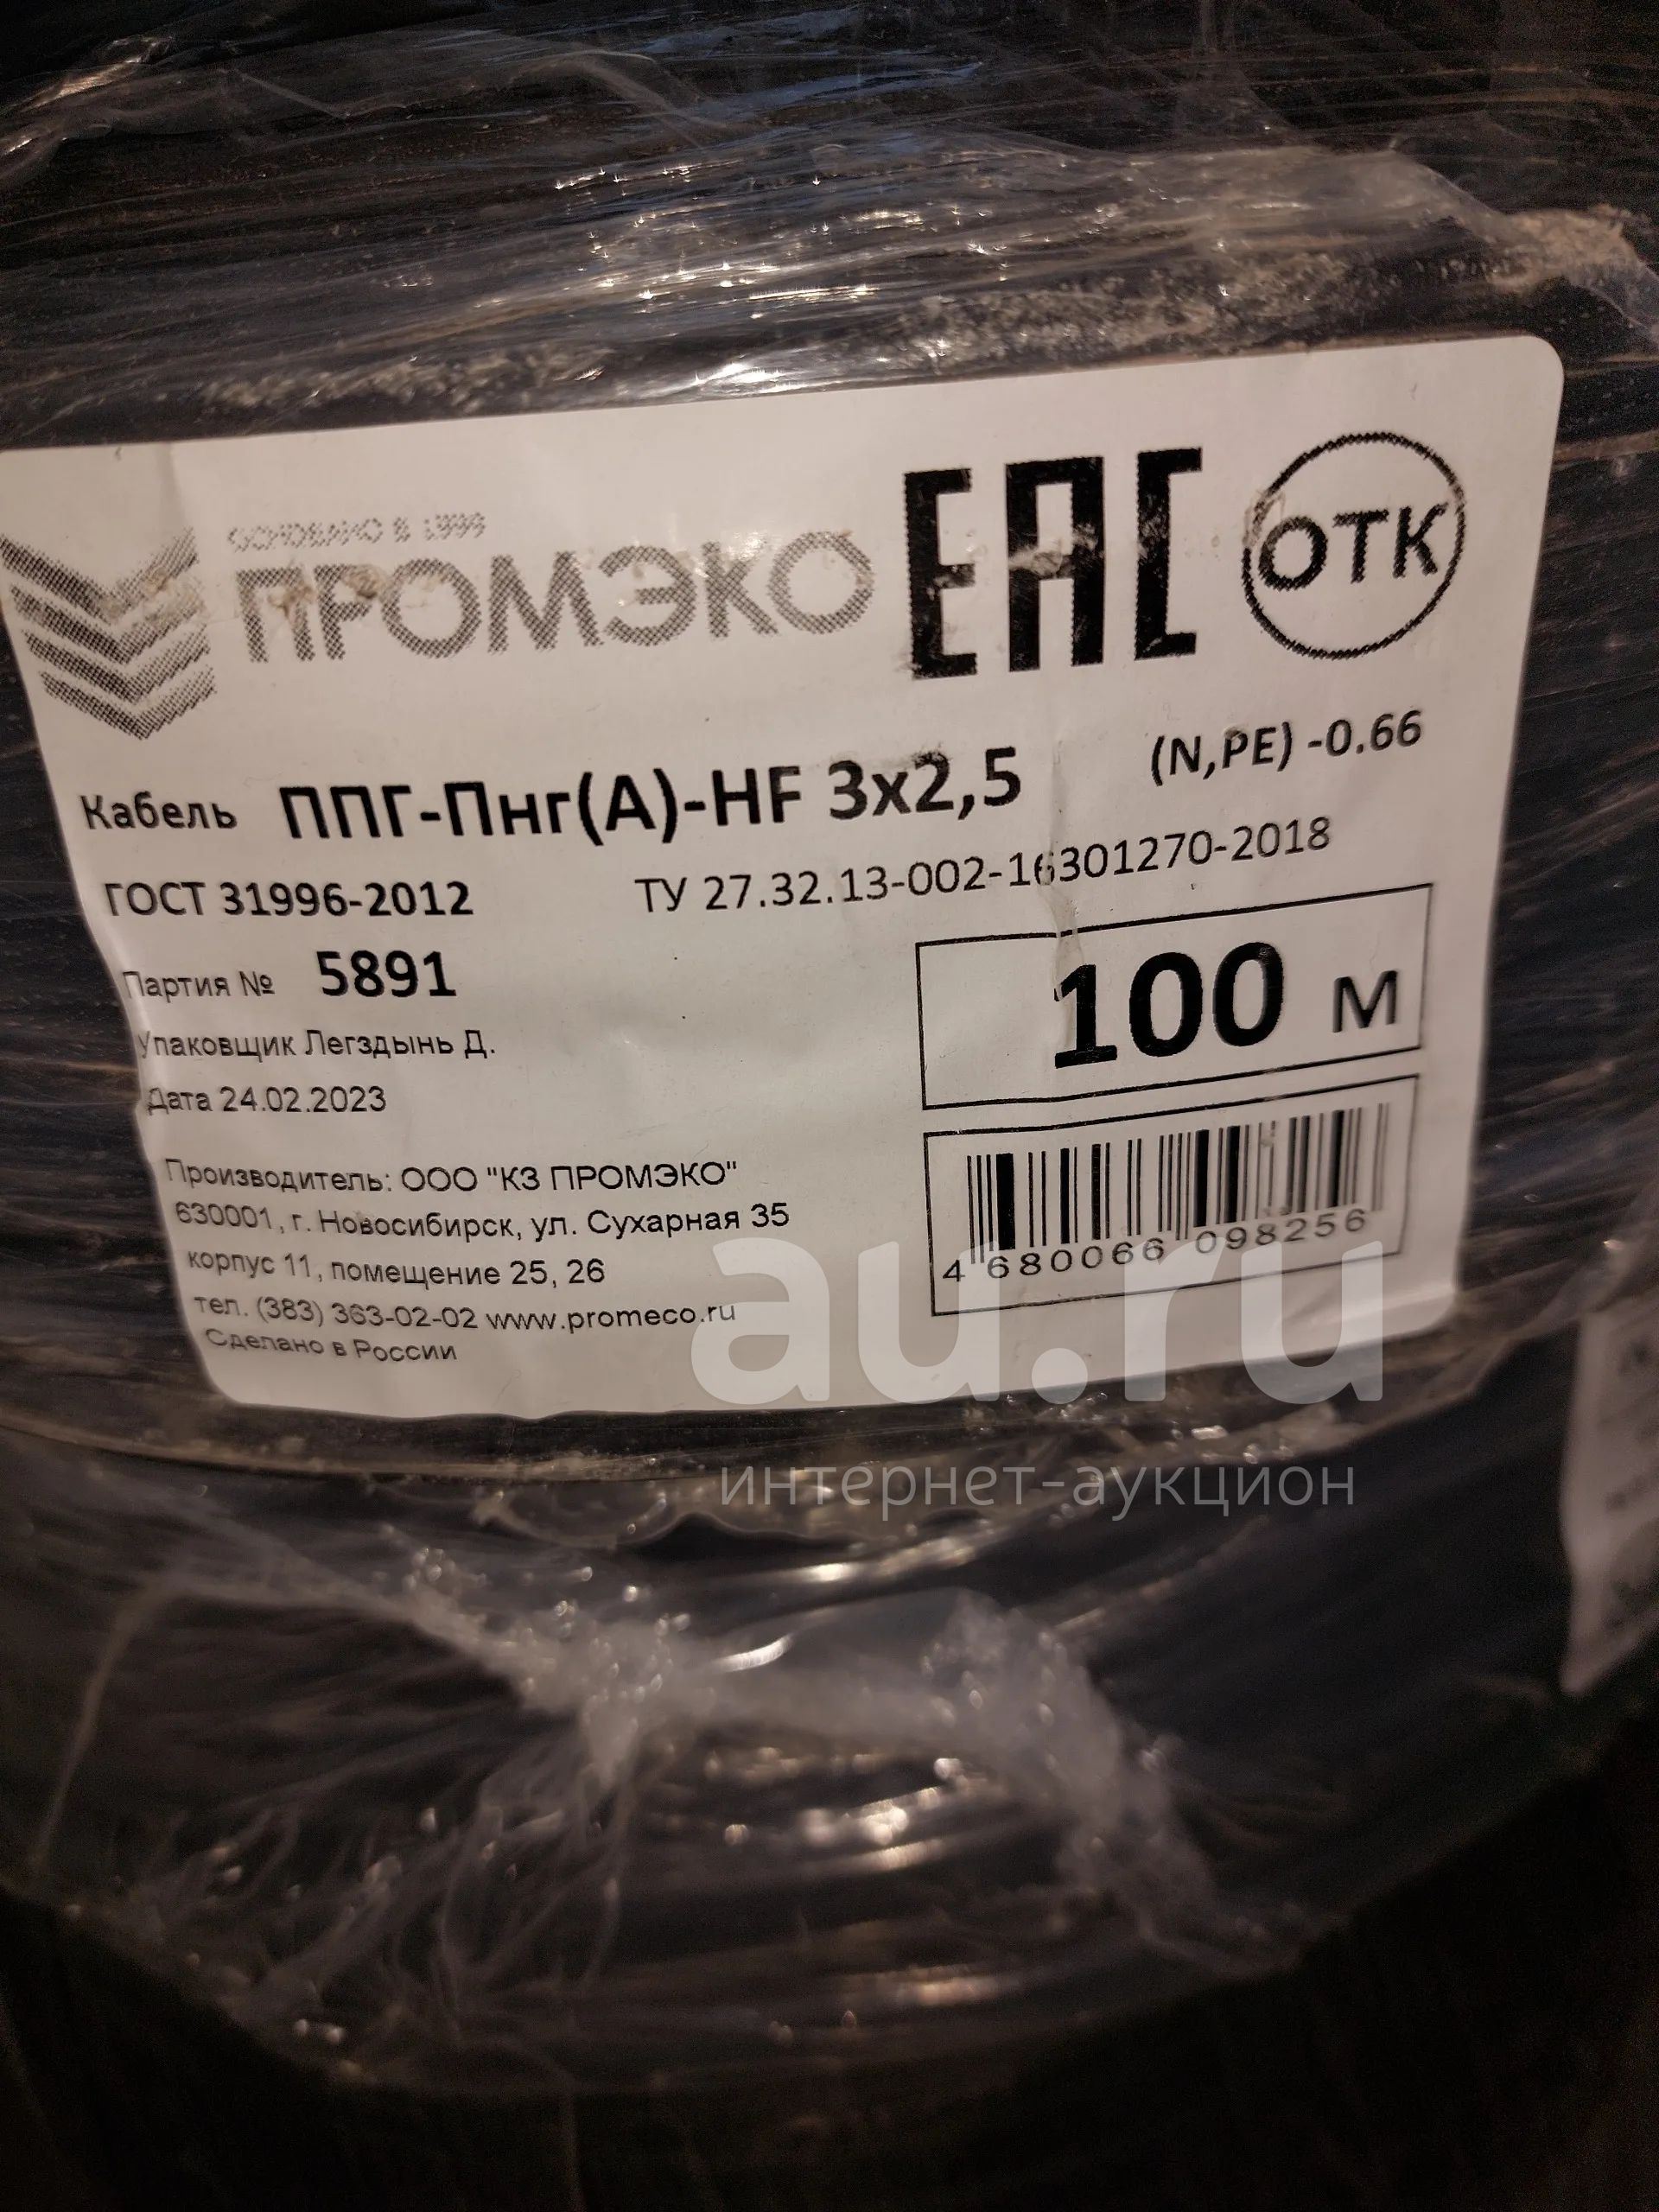 ОСНОВАНО В 1996
ПРОМЭКО
ЕАС
ОТК
Кабель ППГ-Пнг(А)-HF 3х2,5 (N,PE) -0.66
ГОСТ 31996-2012 ТУ 27.32.13-002-16301270-2018
Партия № 5891
100 м
Упаковщик Легздынь Д.
Дата 24.02.2023
Производитель: ООО "КЗ ПРОМЭКО"
630001, г. Новосибирск, ул. Сухарная 35
корпус 11, помещение 25, 26
тел. (383) 363-02-02 www.promeco.ru
Сделано в России
4 680066 098256
au.ru
интернет-аукцион